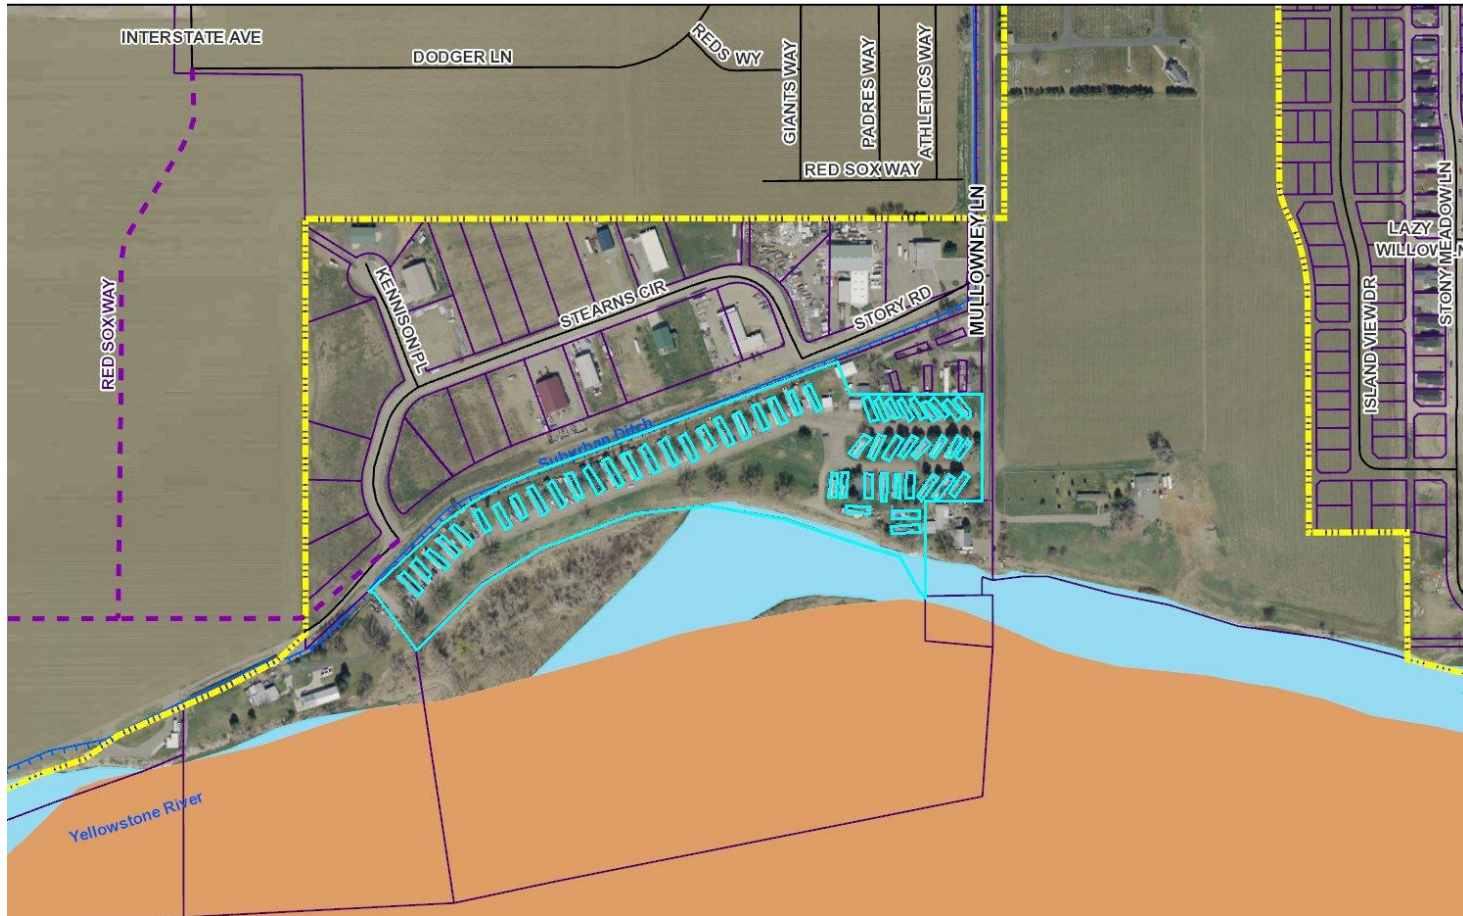 INTERSTATE AVE
DODGER LN
REDS WY
GIANTS WAY
PADRES WAY
ATHLETICS WAY
RED SOX WAY
MULLOWNEY LN
LAZY
WILLOW
STONY MEADOW LN
ISLAND VIEW DR
KENNISON PL
STEARNS CIR
STORY RD
RED SOX WAY
Suburban Ditch
Yellowstone River